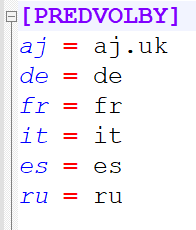 [PREDVOLBY]
aj = aj.uk
de = de
fr = fr
it = it
es = es
ru = ru